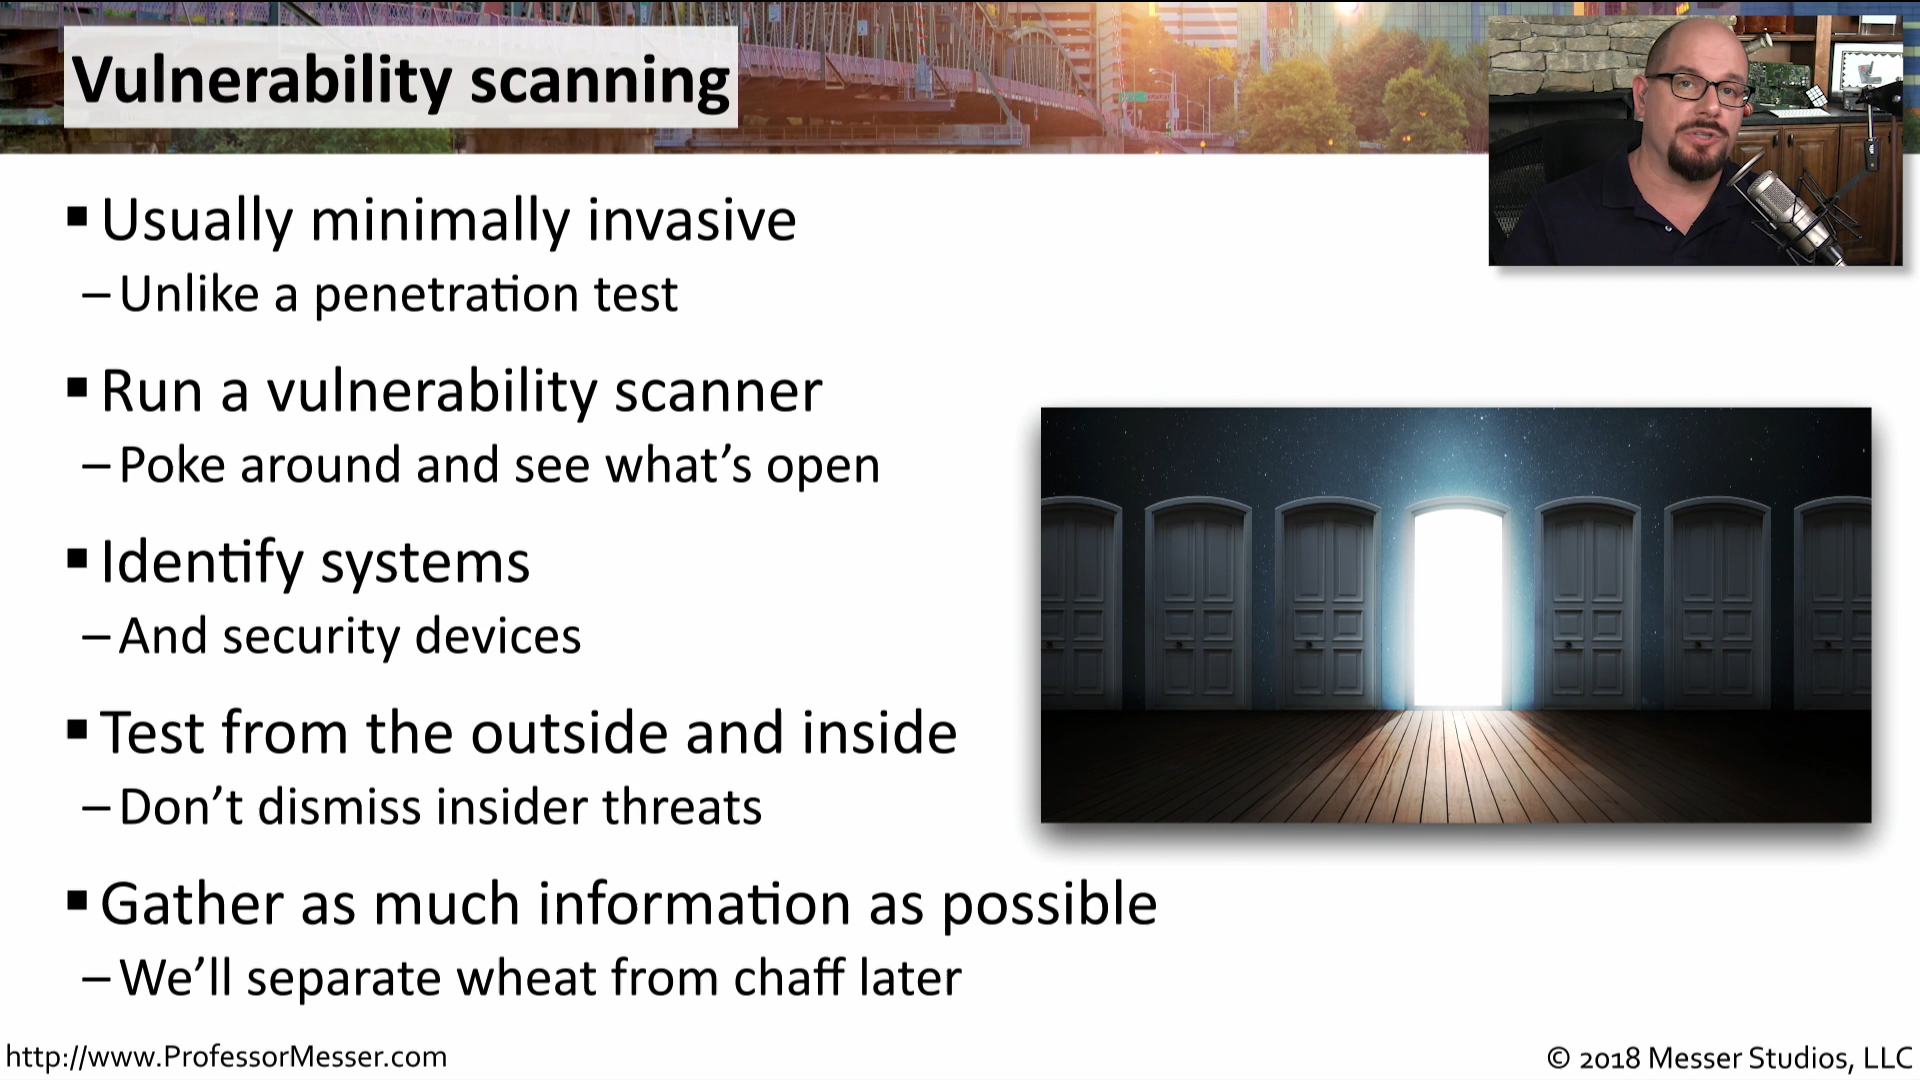 Vulnerability scanning
▪ Usually minimally invasive
– Unlike a penetration test
▪ Run a vulnerability scanner
– Poke around and see what’s open
▪ Identify systems
– And security devices
▪ Test from the outside and inside
– Don’t dismiss insider threats
▪ Gather as much information as possible
– We’ll separate wheat from chaff later
http://www.ProfessorMesser.com
© 2018 Messer Studios, LLC